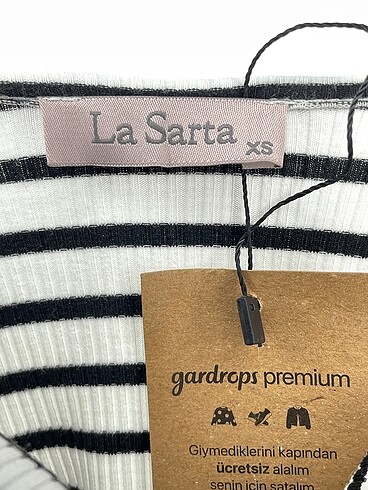 La Sarta
XS
gardrops premium
Giymediklerini kapından
ücretsiz alalım
senin için satalım